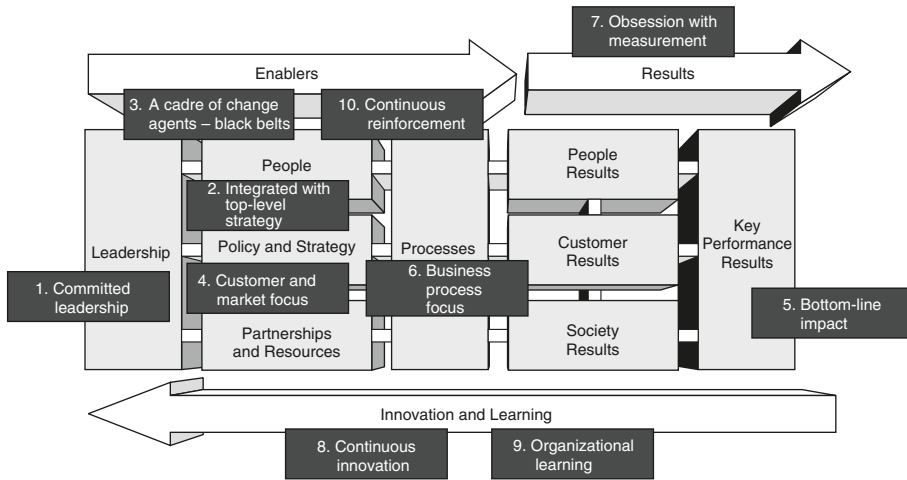 7. Obsession with
measurement
Enablers
Results
3. A cadre of change
agents – black belts
10. Continuous
reinforcement
People
People
Results
2. Integrated with
top-level
strategy
Leadership
Policy and Strategy
Processes
Customer
Results
Key
Performance
Results
1. Committed
leadership
4. Customer and
market focus
6. Business
process
focus
5. Bottom-line
impact
Partnerships
and Resources
Society
Results
Innovation and Learning
8. Continuous
innovation
9. Organizational
learning